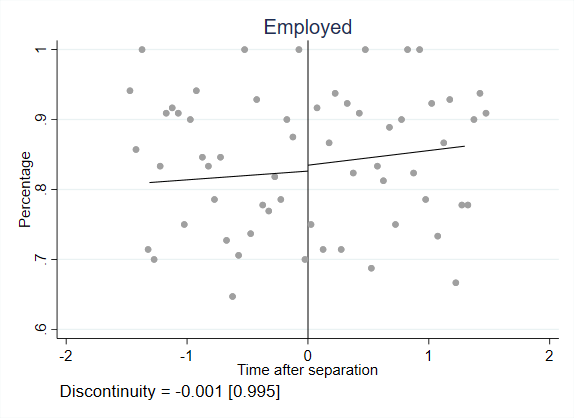 Employed
Percentage
1
.9
.8
.7
.6
-2 -1 0 1 2
Time after separation
Discontinuity = -0.001 [0.995]